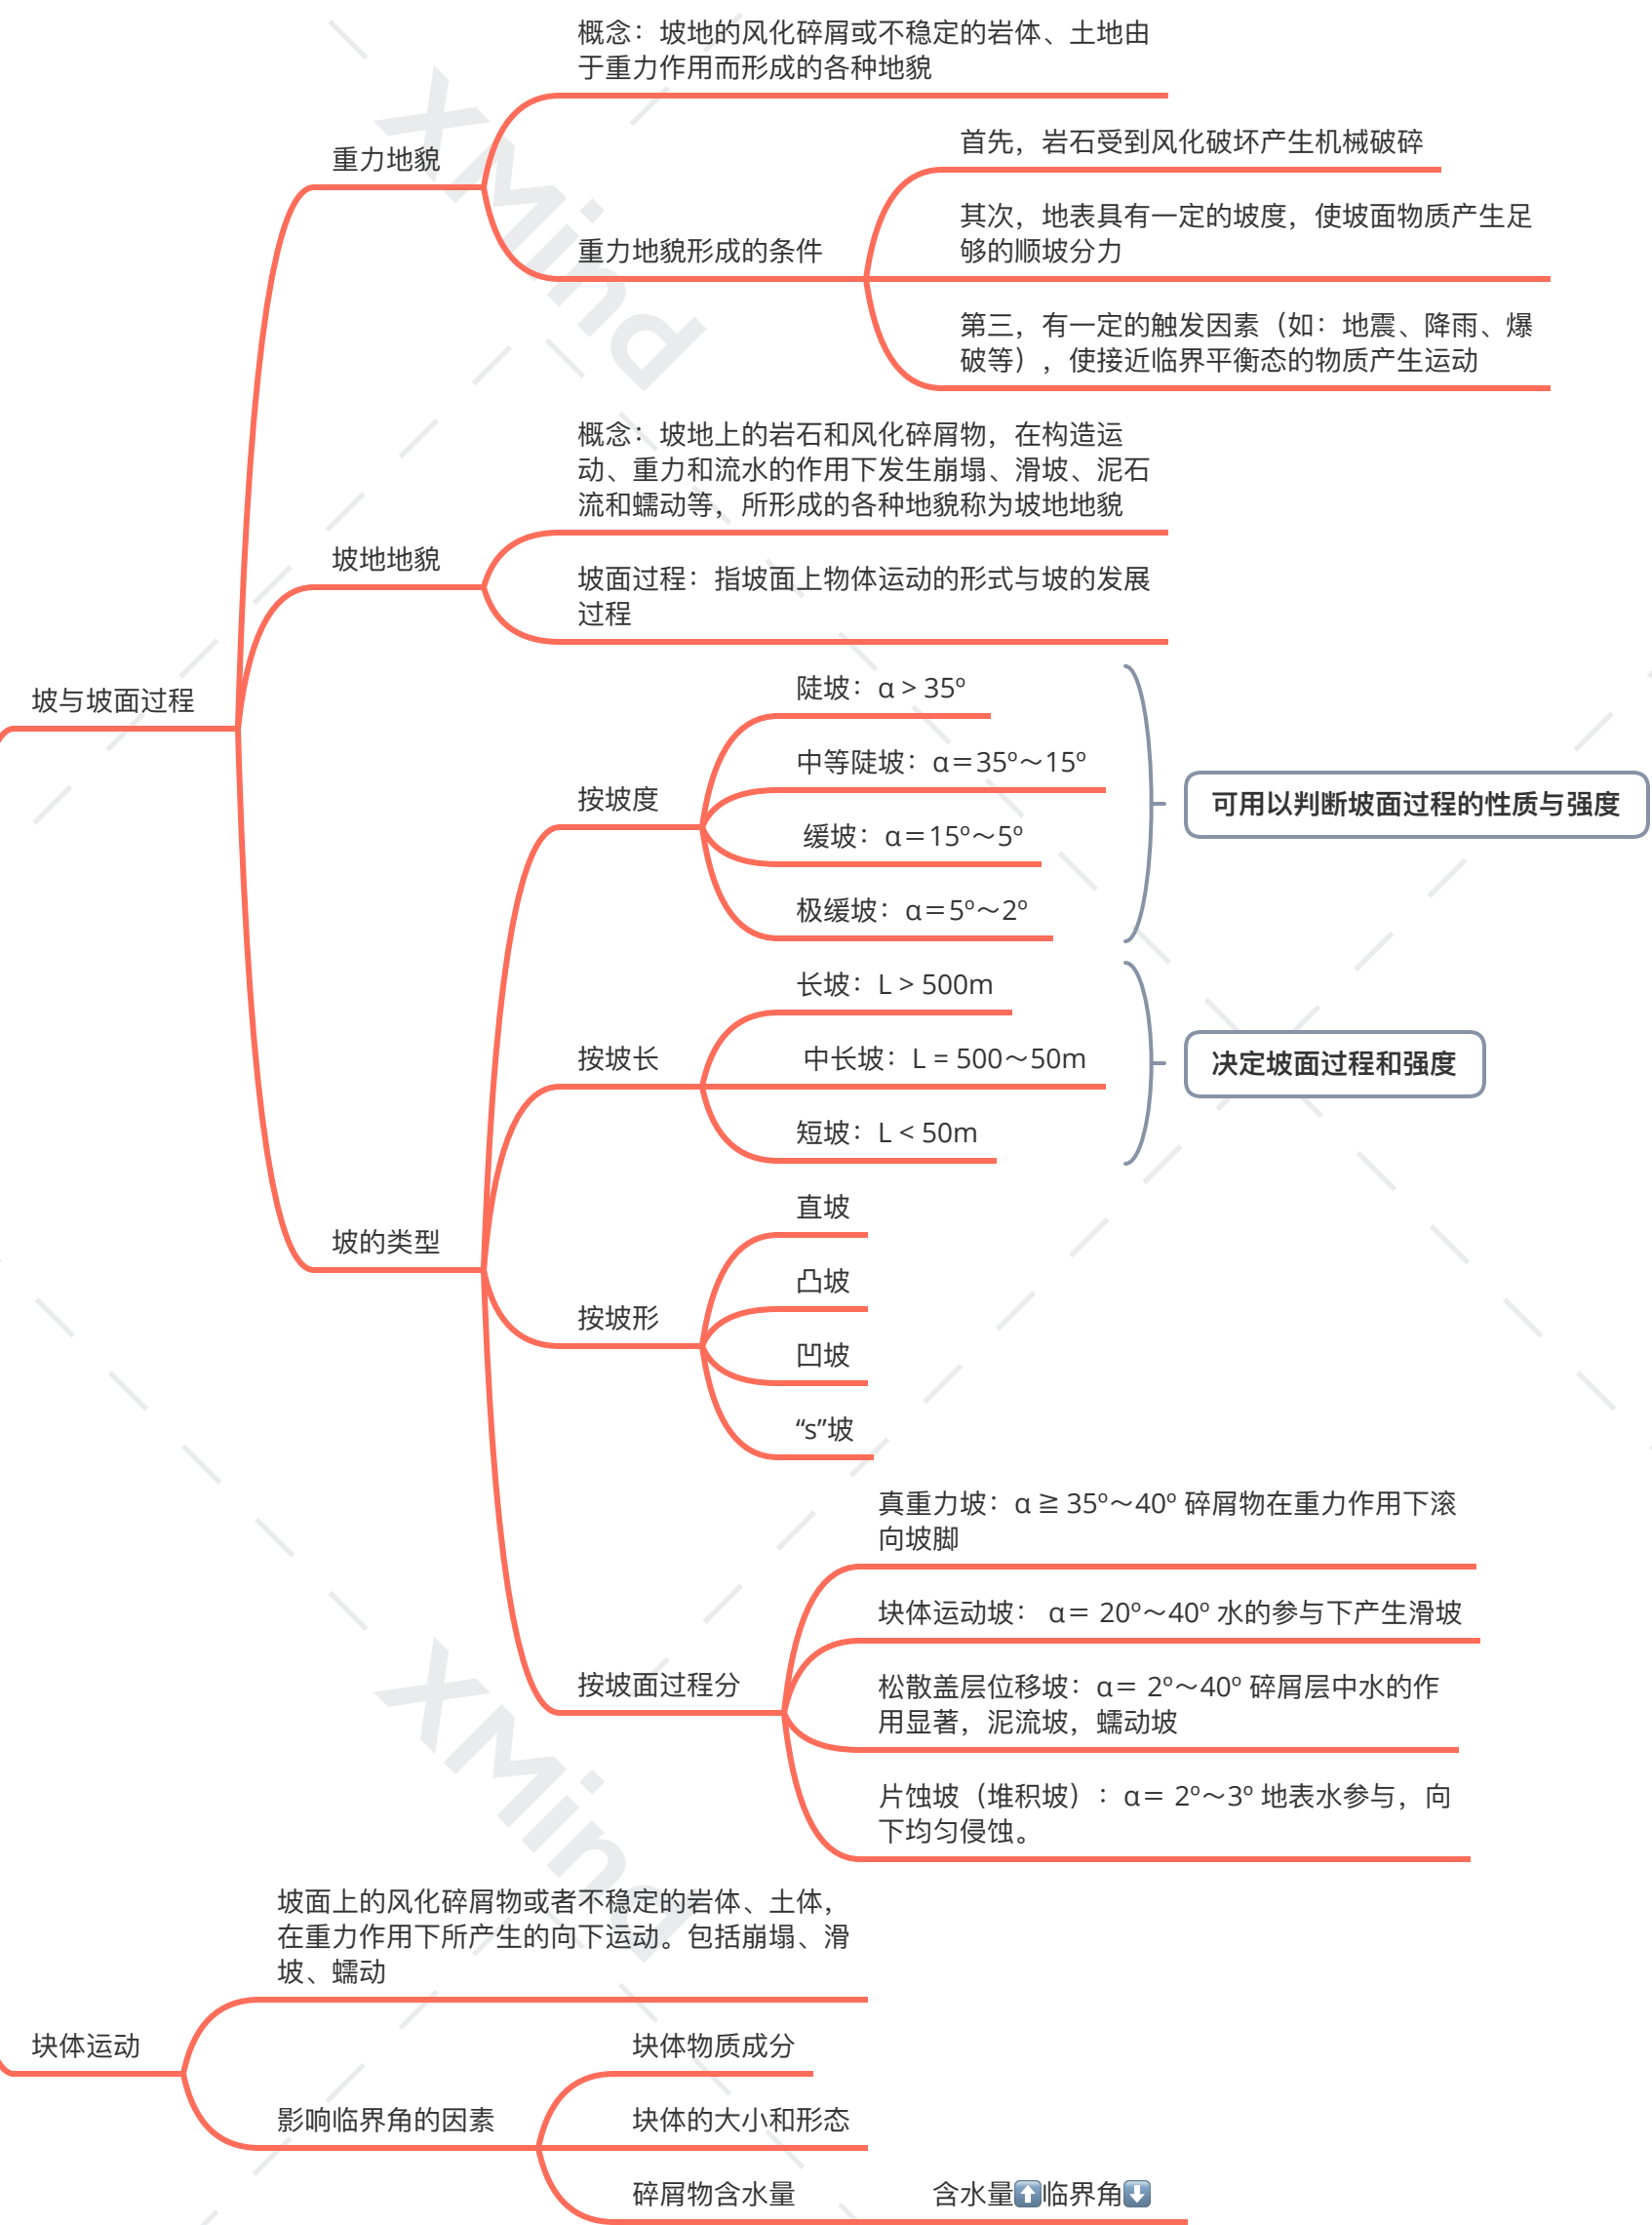 概念：坡地的风化碎屑或不稳定的岩体、土地由
于重力作用而形成的各种地貌
首先，岩石受到风化破坏产生机械破碎
重力地貌
其次，地表具有一定的坡度，使坡面物质产生足
够的顺坡分力
重力地貌形成的条件
第三，有一定的触发因素（如：地震、降雨、爆
破等），使接近临界平衡态的物质产生运动
概念：坡地上的岩石和风化碎屑物，在构造运
动、重力和流水的作用下发生崩塌、滑坡、泥石
流和蠕动等，所形成的各种地貌称为坡地地貌
坡地地貌
坡面过程：指坡面上物体运动的形式与坡的发展
过程
坡与坡面过程
陡坡：α > 35º
中等陡坡：α＝35º～15º
按坡度
可用以判断坡面过程的性质与强度
缓坡：α＝15º～5º
极缓坡：α＝5º～2º
长坡：L > 500m
按坡长
中长坡：L = 500～50m
决定坡面过程和强度
短坡：L < 50m
直坡
坡的类型
凸坡
按坡形
凹坡
“s”坡
真重力坡：α ≧ 35º～40º 碎屑物在重力作用下滚
向坡脚
块体运动坡： α＝ 20º～40º 水的参与下产生滑坡
按坡面过程分
松散盖层位移坡：α＝ 2º～40º 碎屑层中水的作
用显著，泥流坡，蠕动坡
片蚀坡（堆积坡）：α＝ 2º～3º 地表水参与，向
下均匀侵蚀。
坡面上的风化碎屑物或者不稳定的岩体、土体，
在重力作用下所产生的向下运动。包括崩塌、滑
坡、蠕动
块体运动
块体物质成分
影响临界角的因素
块体的大小和形态
碎屑物含水量
含水量⬆️临界角⬇️
XMind
XMind